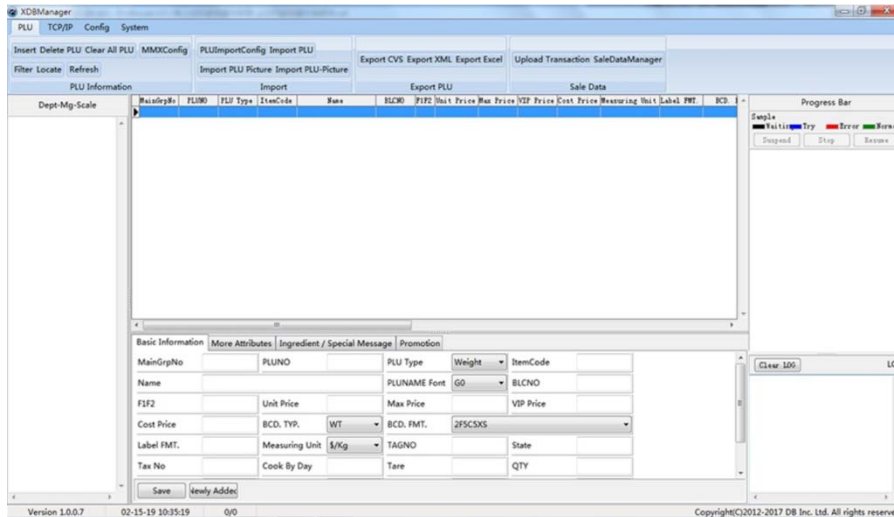 XDBManager
PLU TCP/IP Config System
Insert Delete PLU Clear All PLU MMXConfig PLUImportConfig Import PLU
Export CVS Export XML Export Excel Upload Transaction SaleDataManager
Filter Locate Refresh Import PLU Picture Import PLU-Picture
PLU Information Import Export PLU Sale Data
Dept-Mg-Scale MainGrpNo PLUNO PLU Type ItemCode Name BLCNO F1F2 Unit Price Max Price VIP Price Cost Price Measuring Unit Label FMT. BCD. Progress Bar
Sample
Waiting Try Error Norm
Suspend Stop Resume
Basic Information More Attributes Ingredient / Special Message Promotion
MainGrpNo PLUNO PLU Type Weight ItemCode
Clear LOG LO
Name PLUNAME Font G0 BLCNO
F1F2 Unit Price Max Price VIP Price
Cost Price BCD. TYP. WT BCD. FMT. 2F5C5XS
Label FMT. Measuring Unit $/Kg TAGNO State
Tax No Cook By Day Tare QTY
Save Newly Added
Version 1.0.0.7 02-15-19 10:35:19 0/0 Copyright(C)2012-2017 DB Inc. Ltd. All rights reserve